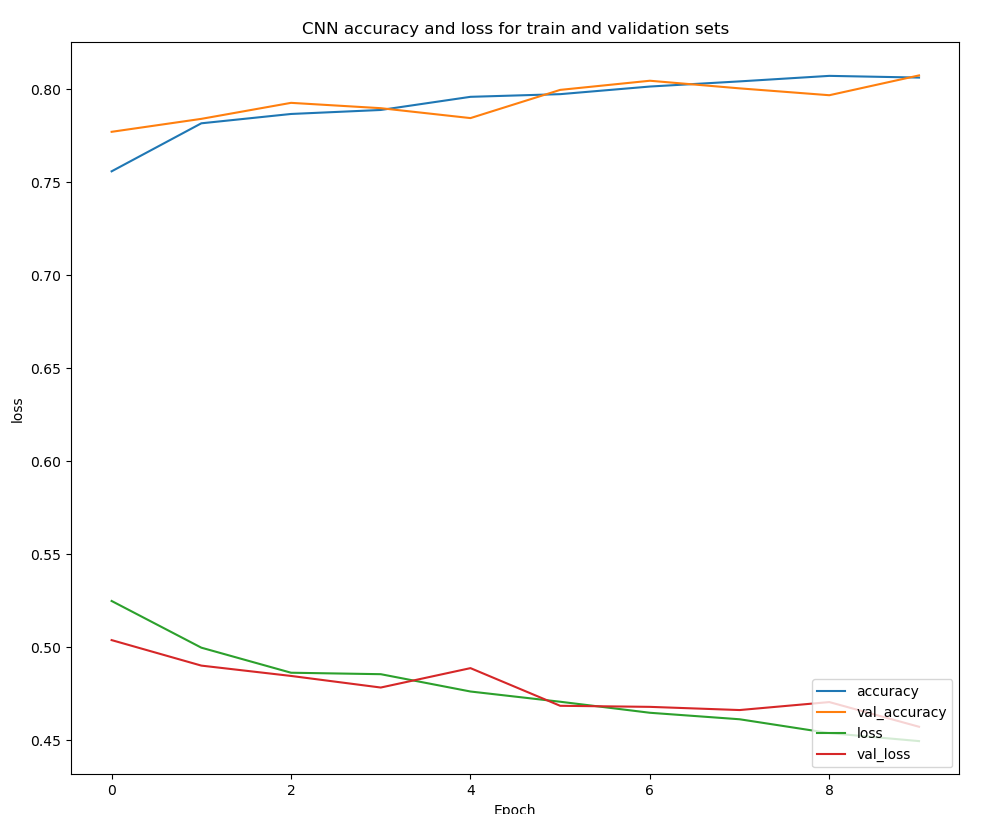 CNN accuracy and loss for train and validation sets
0.80
0.75
0.70
0.65
0.60
0.55
0.50
0.45
loss
accuracy
val_accuracy
loss
val_loss
0 2 4 6 8
Epoch